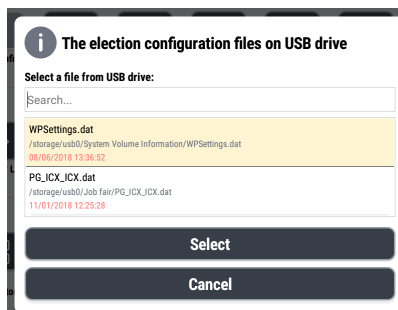 The election configuration files on USB drive
Select a file from USB drive:
Search...
WPSettings.dat
/storage/usb0/System Volume Information/WPSettings.dat
08/06/2018 13:36:52
PG_ICX_ICX.dat
/storage/usb0/Job fair/PG_ICX_ICX.dat
11/01/2018 12:25:28
Select
Cancel